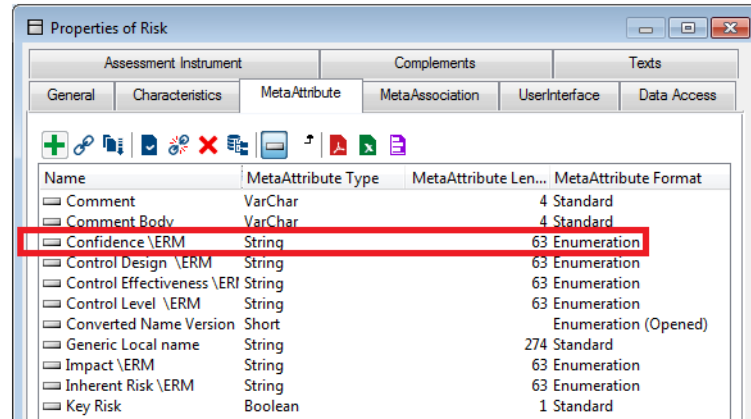 Properties of Risk
Assessment Instrument Complements Texts
General Characteristics MetaAttribute MetaAssociation UserInterface Data Access
Name MetaAttribute Type MetaAttribute Len... MetaAttribute Format
Comment VarChar 4 Standard
Comment Body VarChar 4 Standard
Confidence \ERM String 63 Enumeration
Control Design \ERM String 63 Enumeration
Control Effectiveness \ERM String 63 Enumeration
Control Level \ERM String 63 Enumeration
Converted Name Version Short Enumeration (Opened)
Generic Local name String 274 Standard
Impact \ERM String 63 Enumeration
Inherent Risk \ERM String 63 Enumeration
Key Risk Boolean 1 Standard